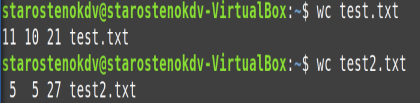 starostenokdv@starostenokdv-VirtualBox:~$ wc test.txt
11 10 21 test.txt
starostenokdv@starostenokdv-VirtualBox:~$ wc test2.txt
 5  5 27 test2.txt